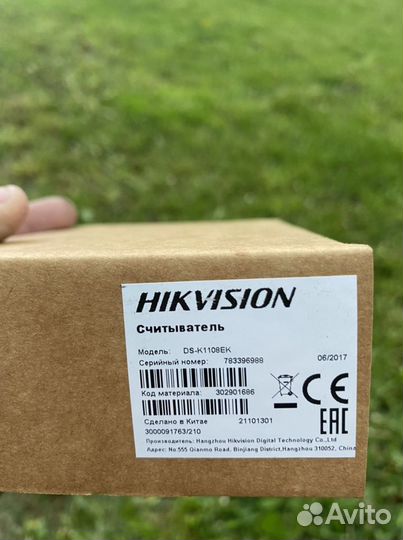 HIKVISION
Считыватель
Модель: DS-K1108EK
Серийный номер: 783396988 06/2017
Код материала: 302901686
Сделано в Китае 21101301
3000091763/210
Производитель: Hangzhou Hikvision Digital Technology Co.,Ltd
Адрес: No.555 Qianmo Road, Binjiang District,Hangzhou 310052, China
CE
EAC
Avito